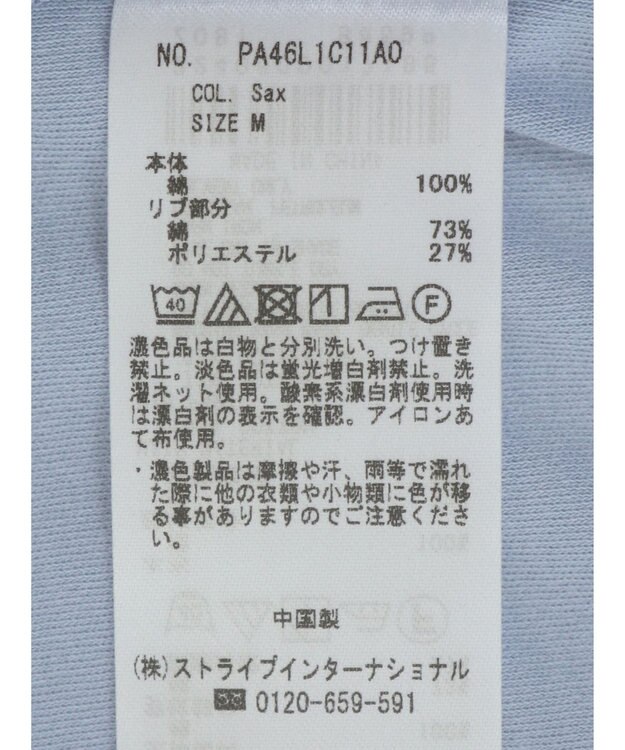 NO. PA46L1C11A0
COL. Sax
SIZE M
本体
綿 100%
リブ部分
綿 73%
ポリエステル 27%
40
F
濃色品は白物と分別洗い。つけ置き
禁止。淡色品は蛍光増白剤禁止。洗
濯ネット使用。酸素系漂白剤使用時
は漂白剤の表示を確認。アイロンあ
て布使用。
・濃色製品は摩擦や汗、雨等で濡れ
た際に他の衣類や小物類に色が移
る事がありますのでご注意くださ
い。
中国製
(株)ストライプインターナショナル
0120-659-591